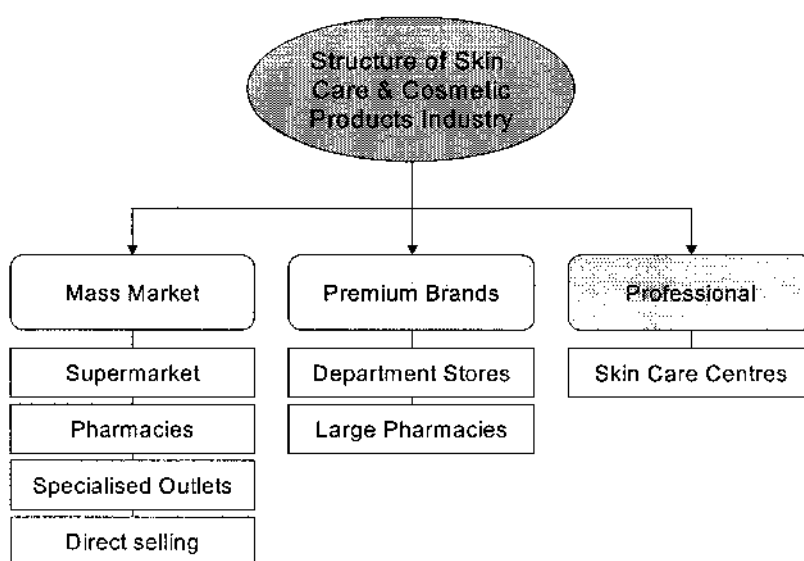 Structure of Skin
Care & Cosmetic
Products Industry
Mass Market
Premium Brands
Professional
Supermarket
Department Stores
Skin Care Centres
Pharmacies
Large Pharmacies
Specialised Outlets
Direct selling